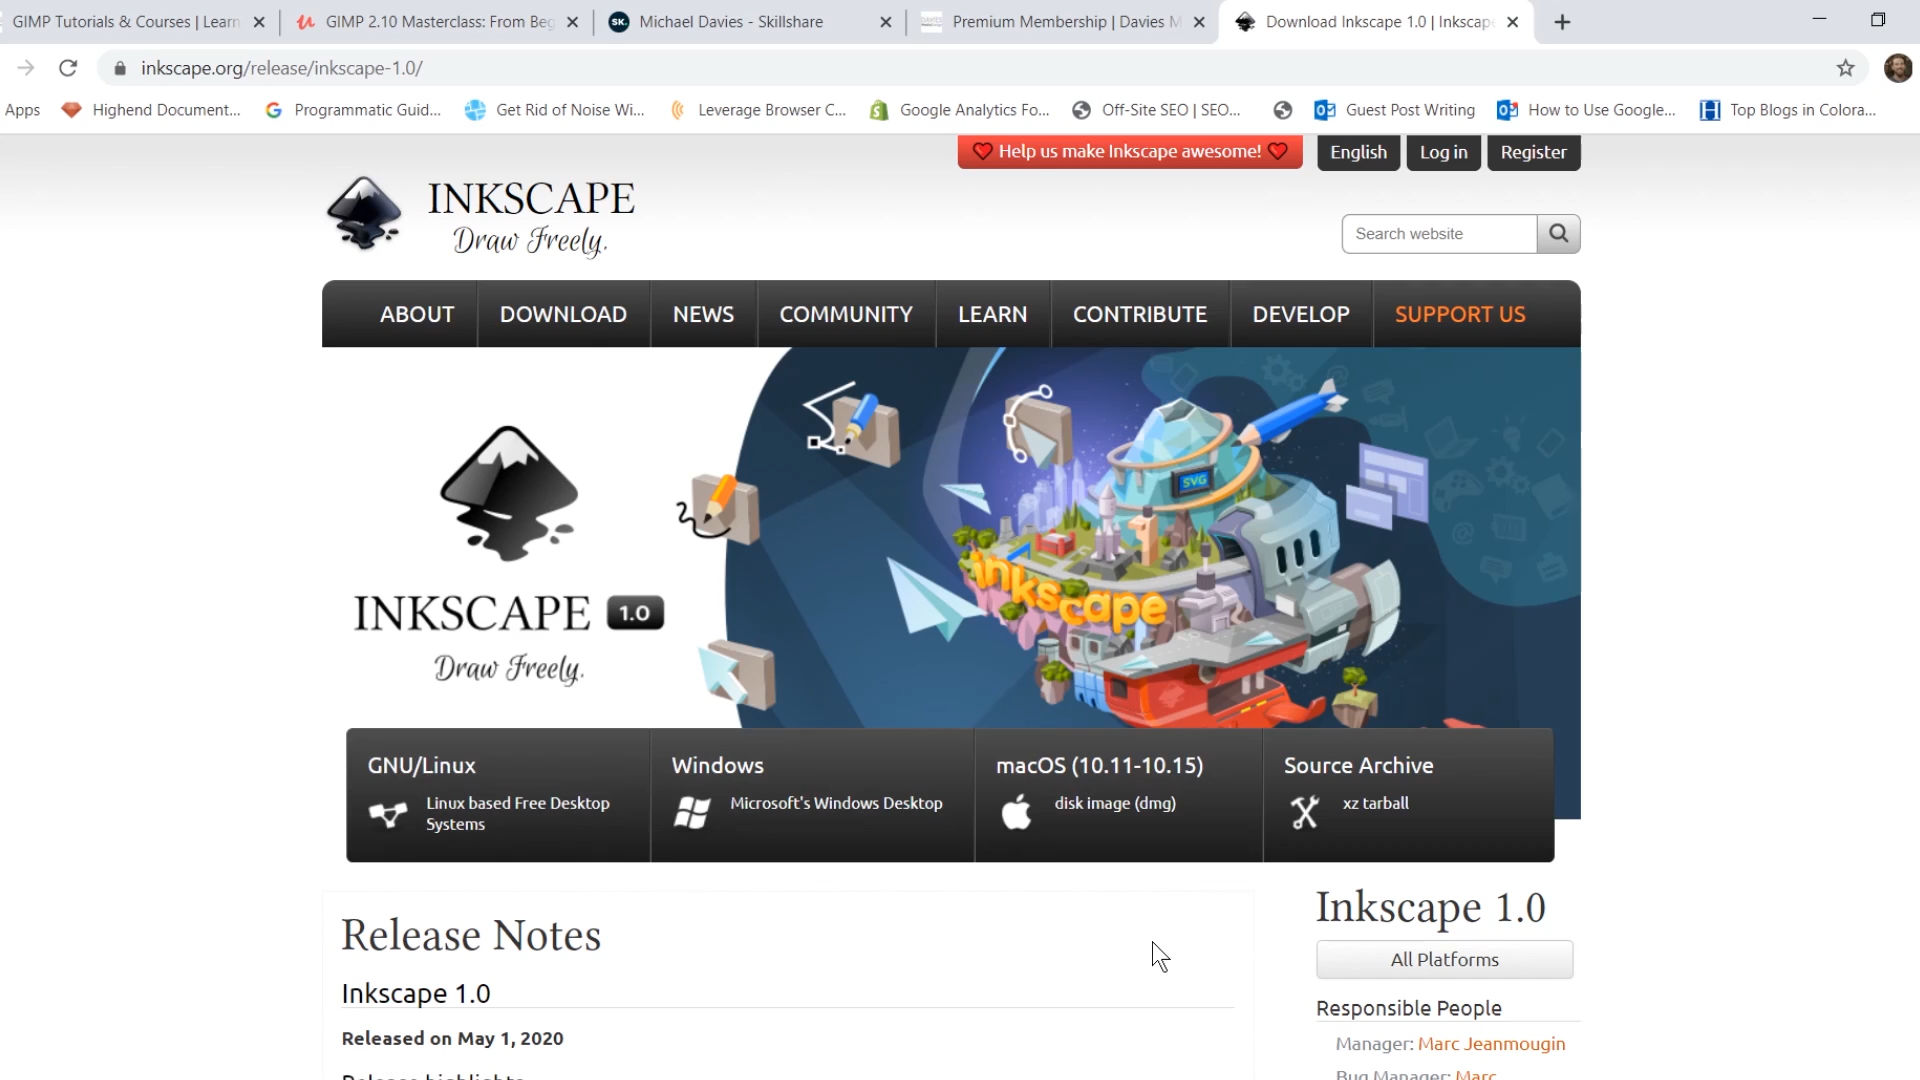 GIMP Tutorials & Courses | Learn
GIMP 2.10 Masterclass: From Beg
SK.
Michael Davies - Skillshare
Premium Membership | Davies M
Download Inkscape 1.0 | Inkscape
inkscape.org/release/inkscape-1.0/
Apps
Highend Document...
Programmatic Guid...
Get Rid of Noise Wi...
Leverage Browser C...
Google Analytics Fo...
Off-Site SEO | SEO...
Guest Post Writing
How to Use Google...
Top Blogs in Colora...
Help us make Inkscape awesome!
English
Log in
Register
INKSCAPE
Draw Freely.
Search website
ABOUT
DOWNLOAD
NEWS
COMMUNITY
LEARN
CONTRIBUTE
DEVELOP
SUPPORT US
SVG
inkscape
INKSCAPE 1.0
Draw Freely.
GNU/Linux
Linux based Free Desktop
Systems
Windows
Microsoft's Windows Desktop
macOS (10.11-10.15)
disk image (dmg)
Source Archive
xz tarball
Release Notes
Inkscape 1.0
Released on May 1, 2020
Release highlights
Inkscape 1.0
All Platforms
Responsible People
Manager: Marc Jeanmougin
Bug Manager: Marc